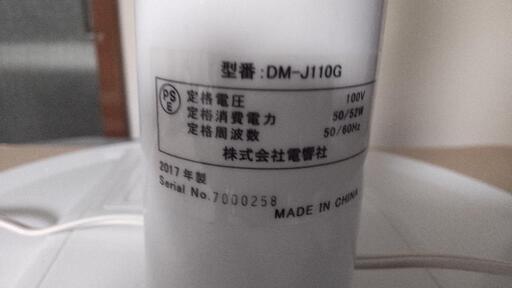 型番:DM-J110G
PS
E
定格電圧 100V
定格消費電力 50/52W
定格周波数 50/60Hz
株式会社電響社
2017年製
Serial No.7000258
MADE IN CHINA